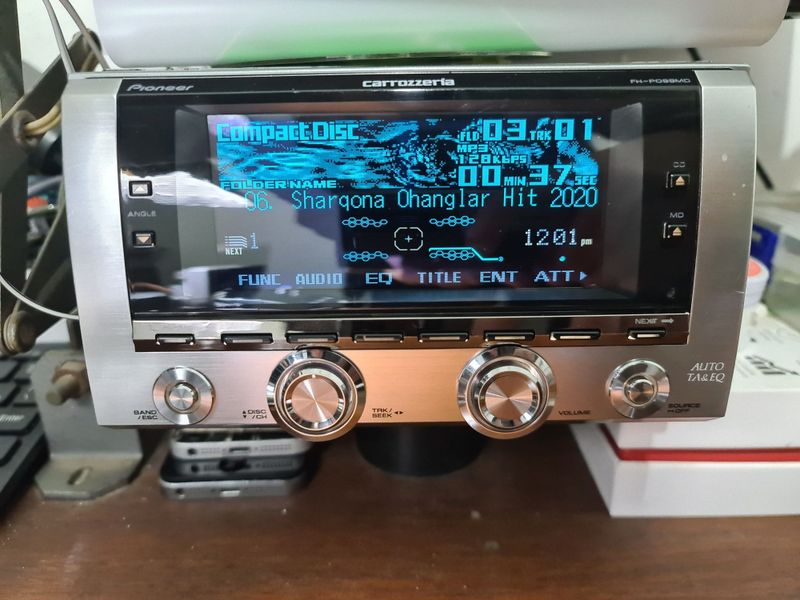 Pioneer
carrozzeria
FH-P099MD
Compact Disc
FLD 03 TRK 01
MP3
128Kbps
00 MIN 37 SEC
FOLDER NAME
06. Sharqona Ohanglar Hit 2020
CD
ANGLE
MD
NEXT 1
1201 pm
FUNC AUDIO EQ TITLE ENT ATT
NEXT
AUTO
TA&EQ
BAND
/ESC
DISC
/CH
TRK/
SEEK
VOLUME
SOURCE
OFF
Enter